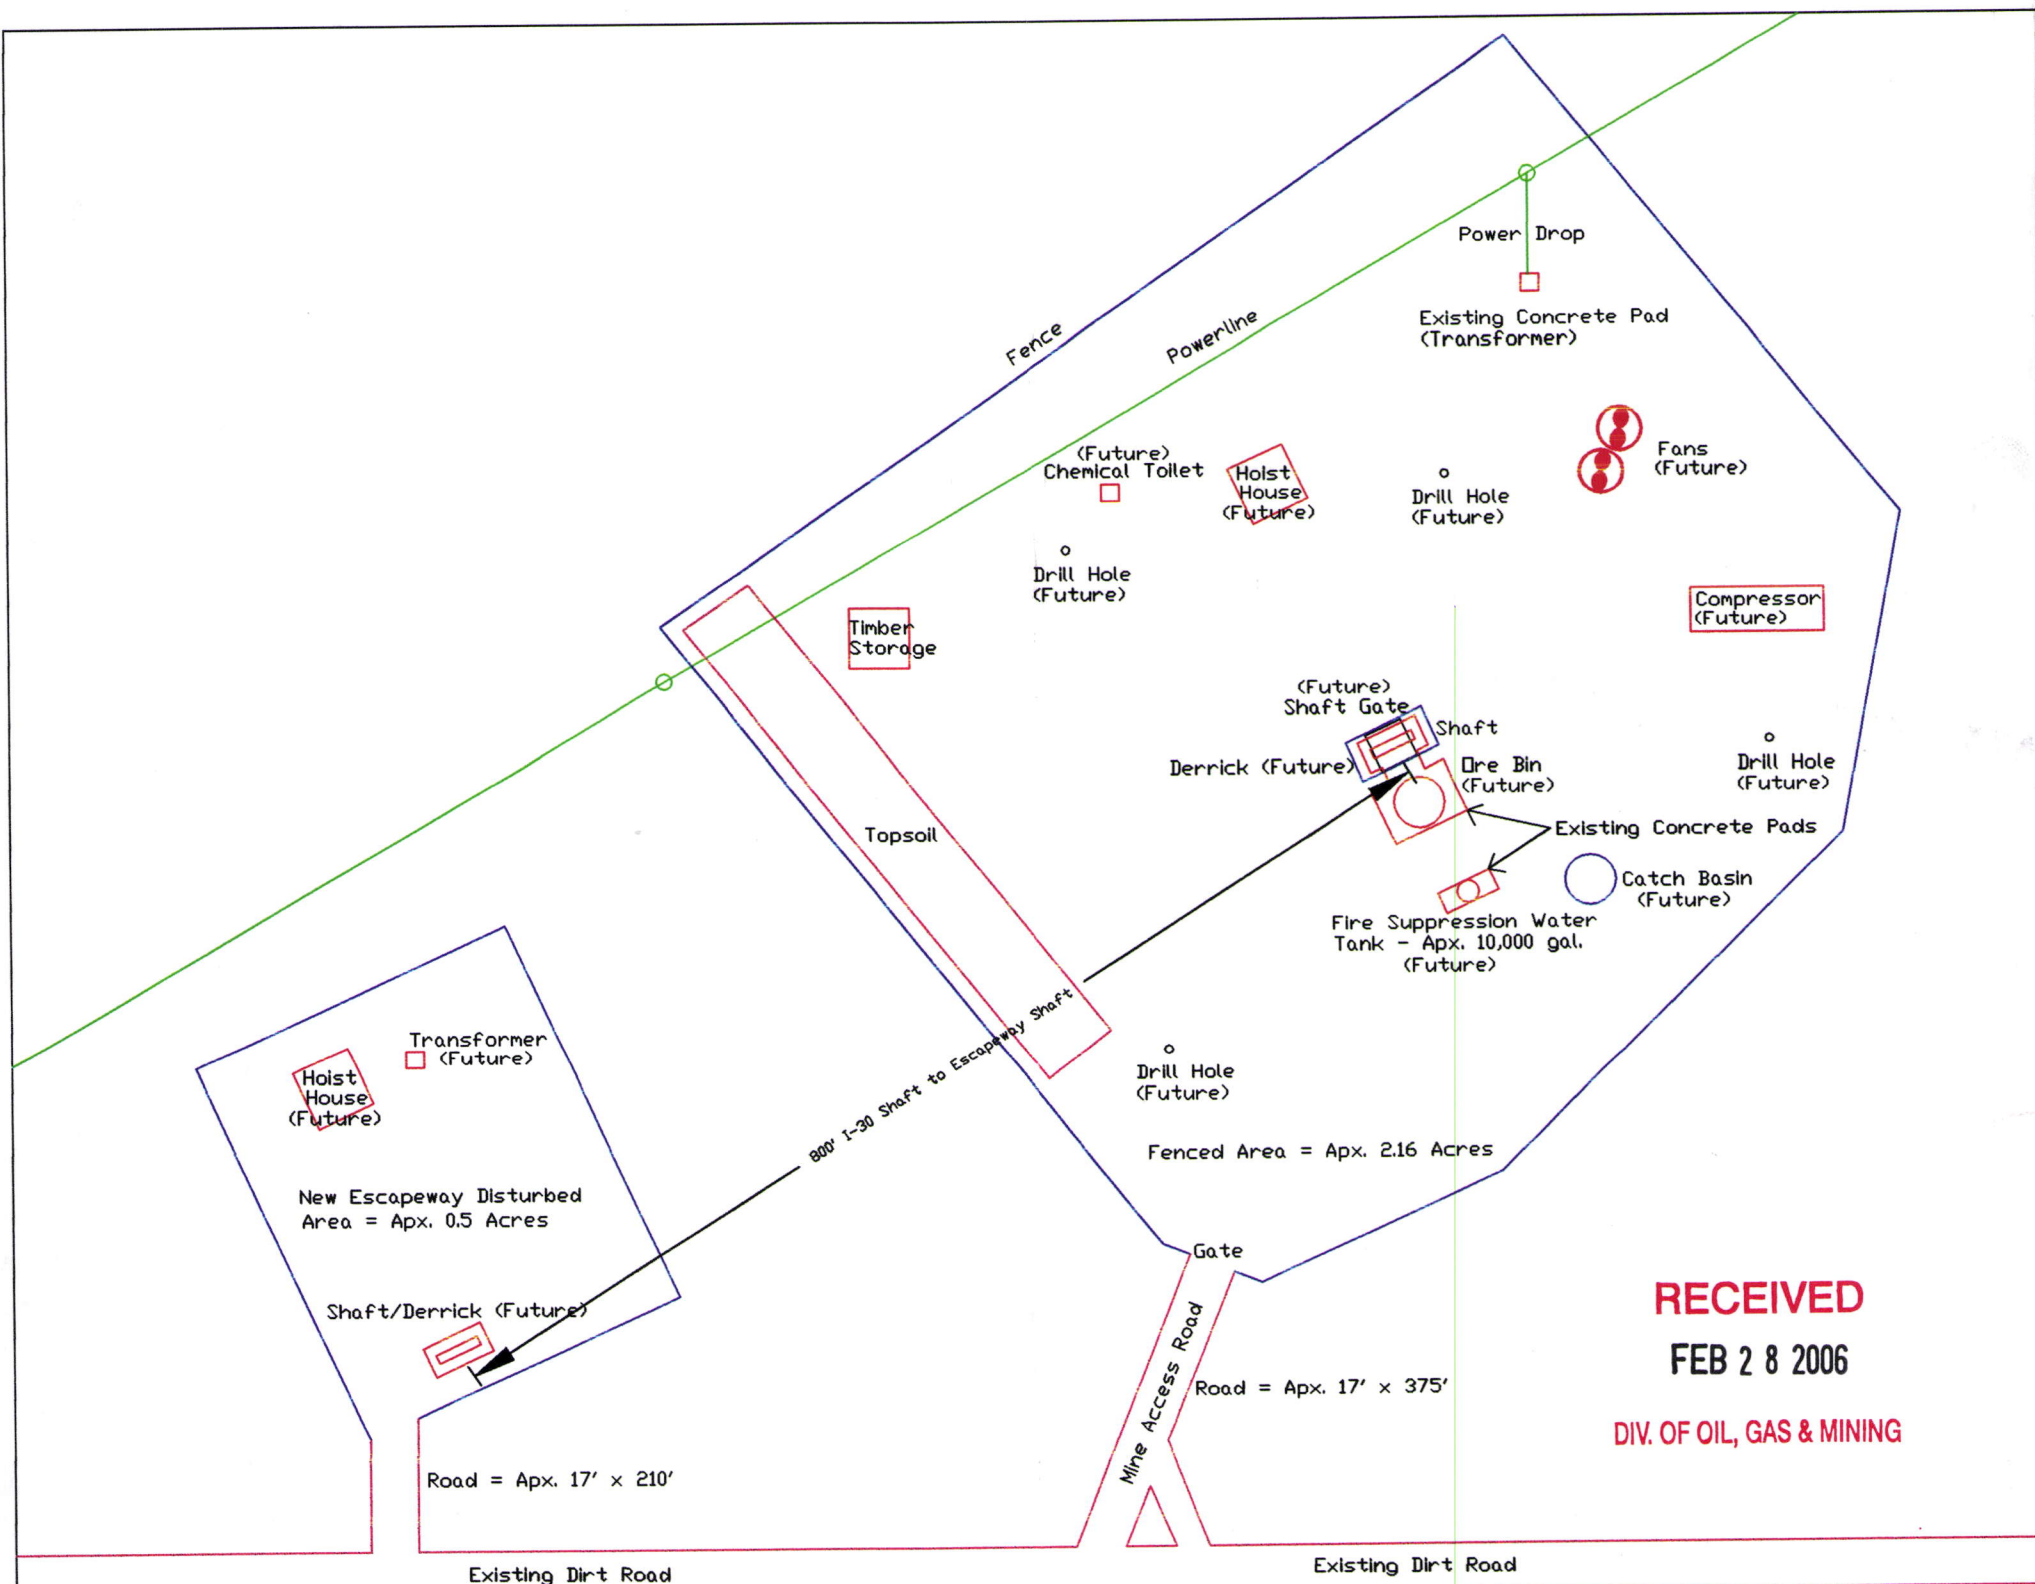 Power Drop
Existing Concrete Pad
(Transformer)
Fence
Powerline
(Future)
Chemical Toilet
Hoist
House
(Future)
Drill Hole
(Future)
Fans
(Future)
Drill Hole
(Future)
Compressor
(Future)
Timber
Storage
(Future)
Shaft Gate
Shaft
Derrick (Future)
Ore Bin
(Future)
Drill Hole
(Future)
Topsoil
Existing Concrete Pads
Catch Basin
(Future)
Fire Suppression Water
Tank - Apx. 10,000 gal.
(Future)
800' I-30 Shaft to Escapeway Shaft
Transformer
(Future)
Hoist
House
(Future)
Drill Hole
(Future)
Fenced Area = Apx. 2.16 Acres
New Escapeway Disturbed
Area = Apx. 0.5 Acres
Gate
Shaft/Derrick (Future)
Mine Access Road
Road = Apx. 17' x 375'
RECEIVED
FEB 28 2006
DIV. OF OIL, GAS & MINING
Road = Apx. 17' x 210'
Existing Dirt Road
Existing Dirt Road